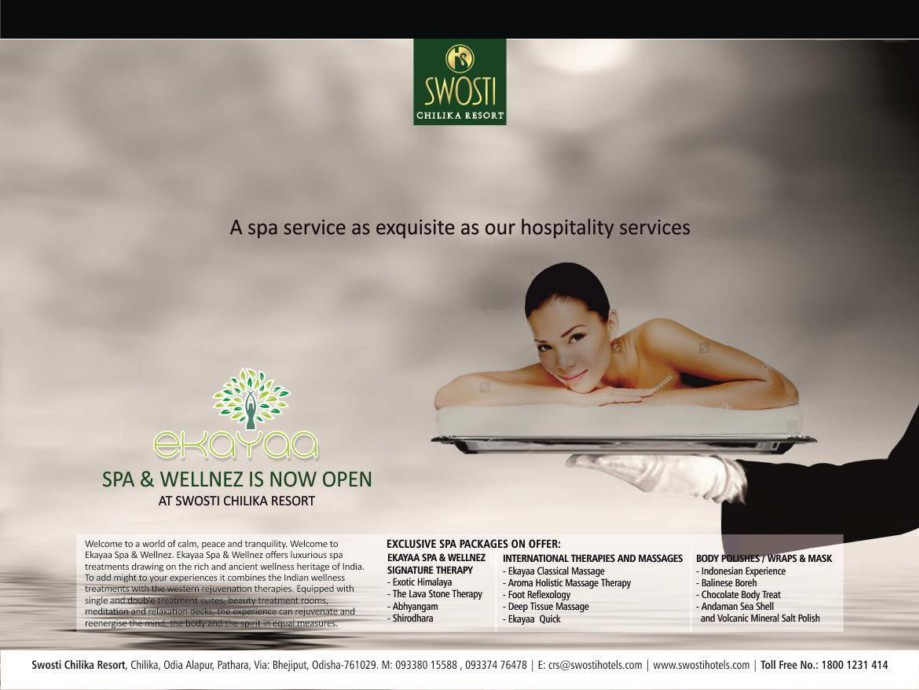 SWOSTI
CHILIKA RESORT
A spa service as exquisite as our hospitality services
eKayaa
SPA & WELLNEZ IS NOW OPEN
AT SWOSTI CHILIKA RESORT
Welcome to a world of calm, peace and tranquility. Welcome to
Ekayaa Spa & Wellnez. Ekayaa Spa & Wellnez offers luxurious spa
treatments drawing on the rich and ancient wellness heritage of India.
To add might to your experiences it combines the Indian wellness
treatments with the western rejuvenation therapies. Equipped with
single and double treatment suites, beauty treatment rooms,
meditation and relaxation decks, the experience can rejuvenate and
reenergise the mind, the body and the spirit in equal measures.
EXCLUSIVE SPA PACKAGES ON OFFER:
EKAYAA SPA & WELLNEZ
SIGNATURE THERAPY
- Exotic Himalaya
- The Lava Stone Therapy
- Abhyangam
- Shirodhara
INTERNATIONAL THERAPIES AND MASSAGES
- Ekayaa Classical Massage
- Aroma Holistic Massage Therapy
- Foot Reflexology
- Deep Tissue Massage
- Ekayaa Quick
BODY POLISHES / WRAPS & MASK
- Indonesian Experience
- Balinese Boreh
- Chocolate Body Treat
- Andaman Sea Shell
and Volcanic Mineral Salt Polish
Swosti Chilika Resort, Chilika, Odia Alapur, Pathara, Via: Bhejiput, Odisha-761029. M: 093380 15588 , 093374 76478 | E: crs@swostihotels.com | www.swostihotels.com | Toll Free No.: 1800 1231 414